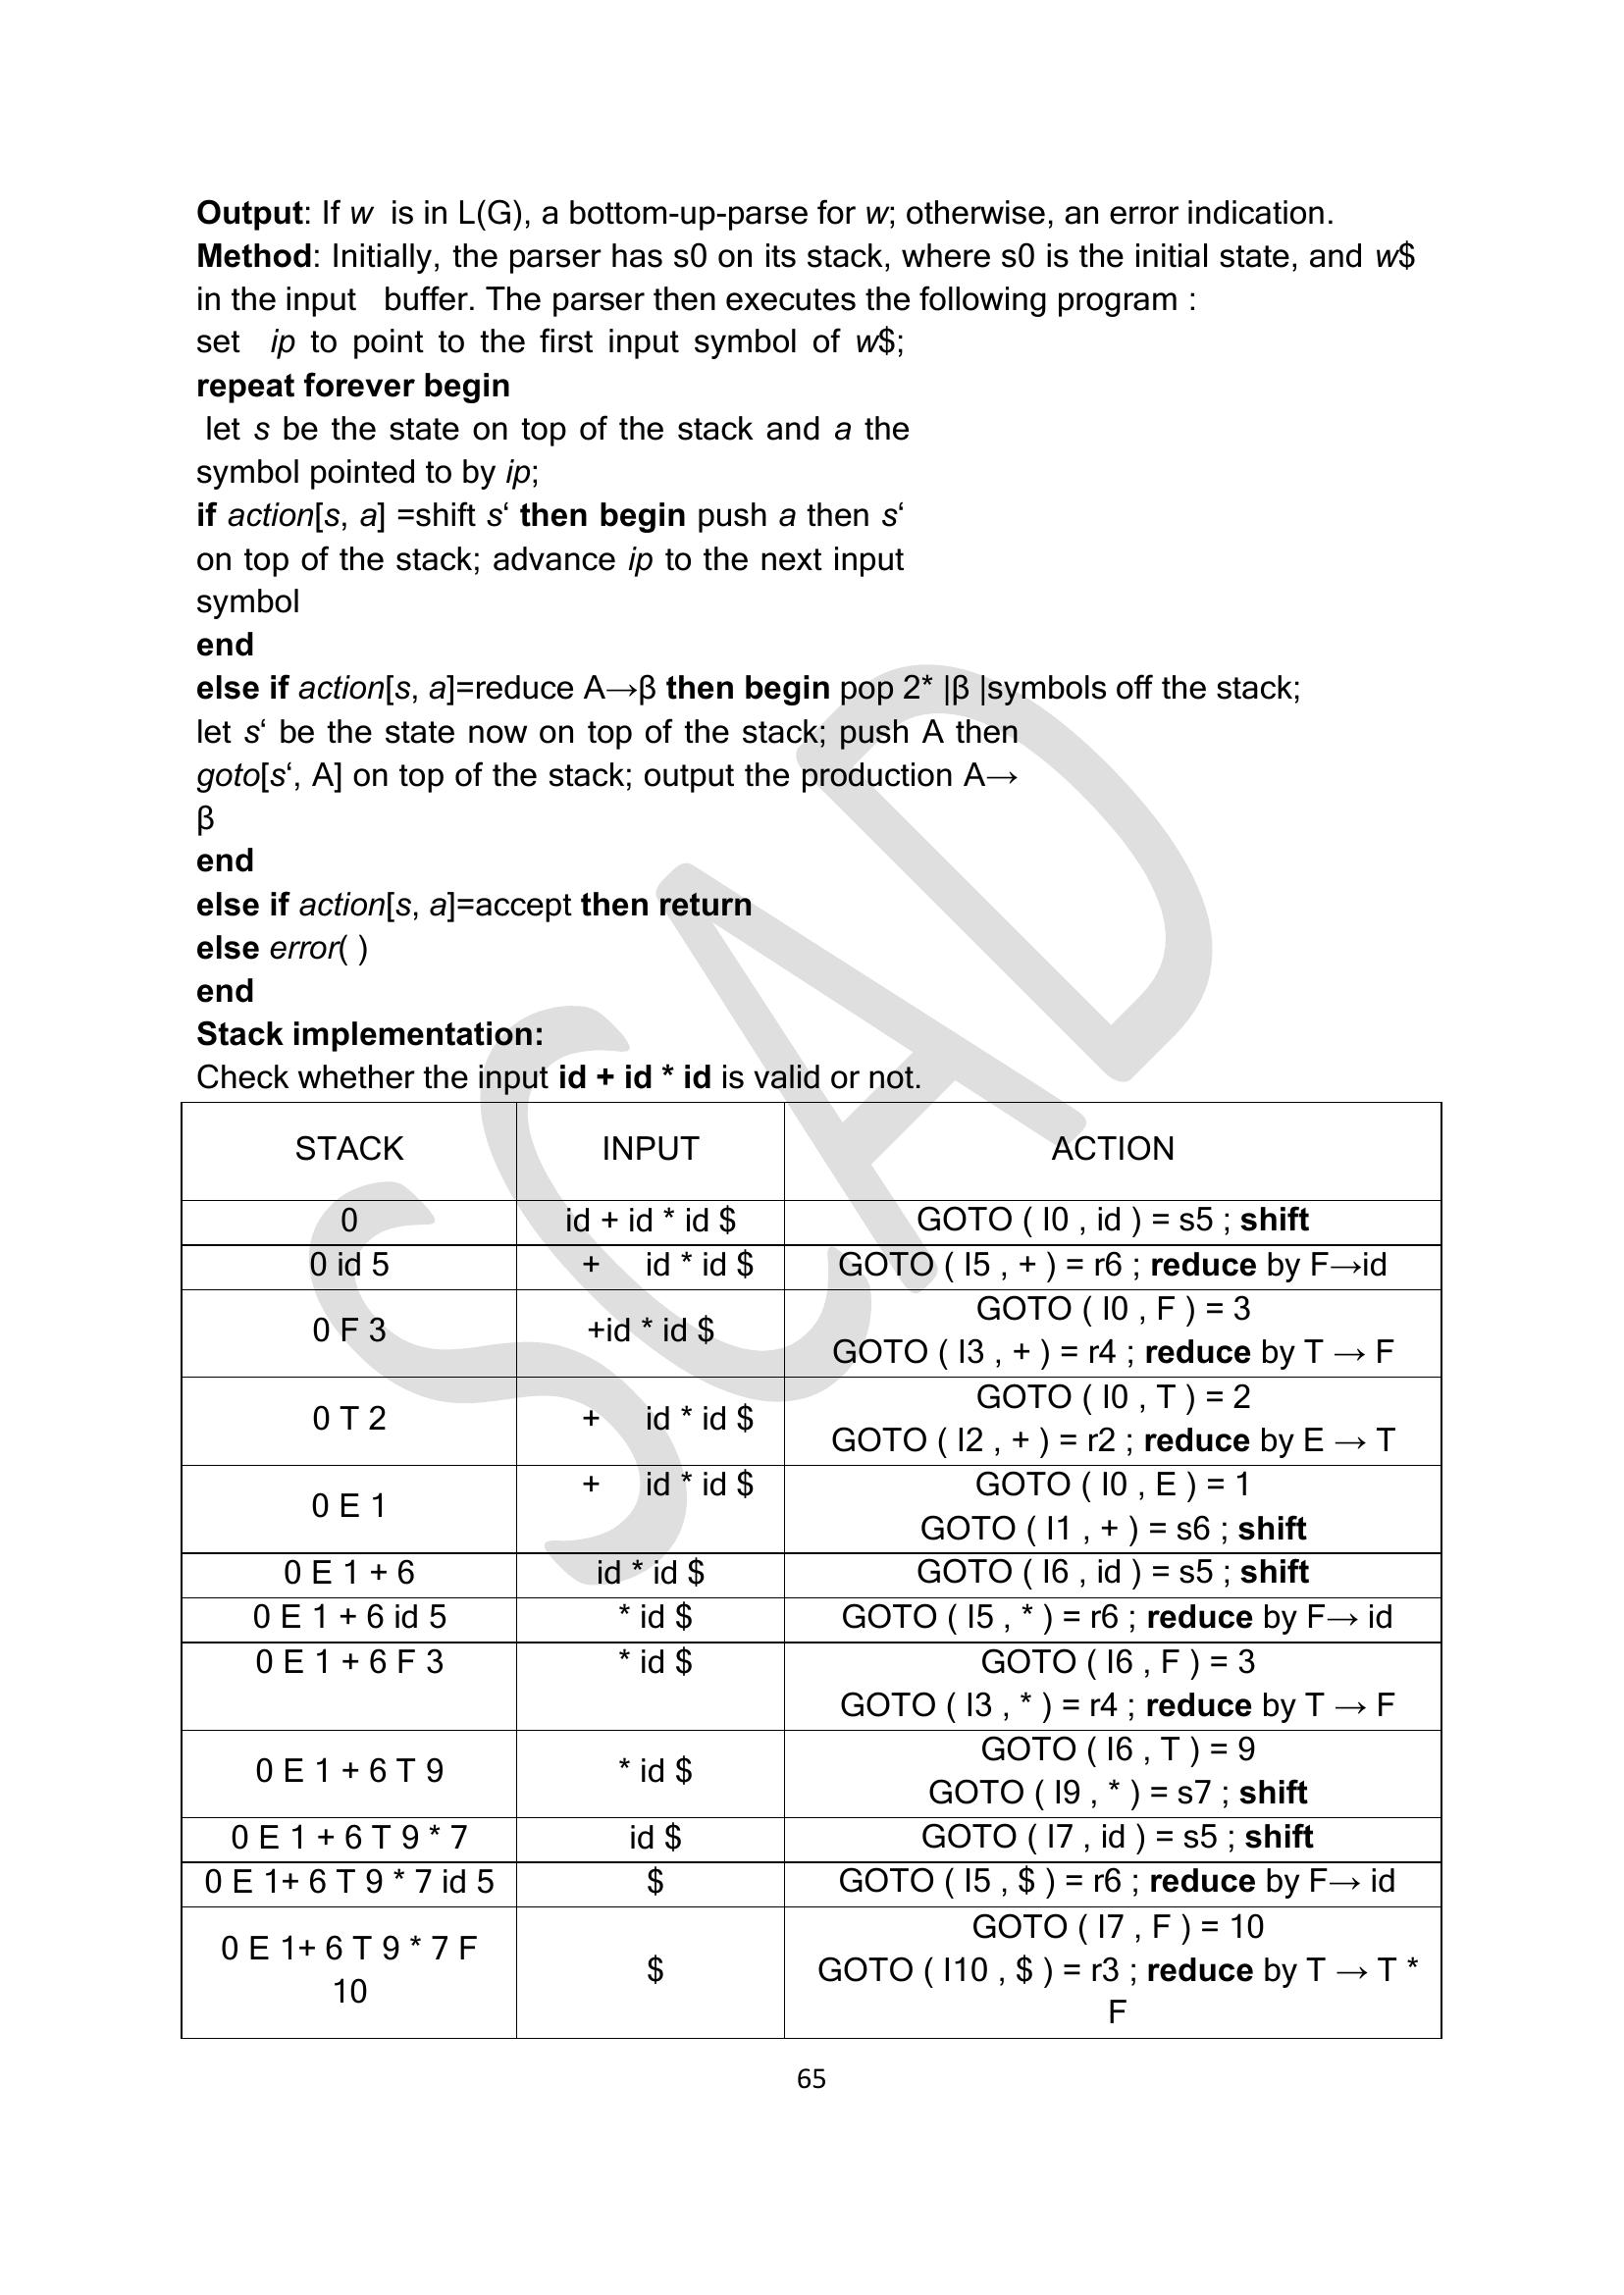 Output: If w is in L(G), a bottom-up-parse for w; otherwise, an error indication.
Method: Initially, the parser has s0 on its stack, where s0 is the initial state, and w$
in the input buffer. The parser then executes the following program :
set ip to point to the first input symbol of w$;
repeat forever begin
let s be the state on top of the stack and a the
symbol pointed to by ip;
if action[s, a] =shift s‘ then begin push a then s‘
on top of the stack; advance ip to the next input
symbol
end
else if action[s, a]=reduce A→β then begin pop 2* |β |symbols off the stack;
let s‘ be the state now on top of the stack; push A then
goto[s‘, A] on top of the stack; output the production A→
β
end
else if action[s, a]=accept then return
else error( )
end
Stack implementation:
Check whether the input id + id * id is valid or not.
STACK INPUT ACTION
0 id + id * id $ GOTO ( I0 , id ) = s5 ; shift
0 id 5 + id * id $ GOTO ( I5 , + ) = r6 ; reduce by F→id
0 F 3 +id * id $ GOTO ( I0 , F ) = 3
GOTO ( I3 , + ) = r4 ; reduce by T → F
0 T 2 + id * id $ GOTO ( I0 , T ) = 2
GOTO ( I2 , + ) = r2 ; reduce by E → T
0 E 1 + id * id $ GOTO ( I0 , E ) = 1
GOTO ( I1 , + ) = s6 ; shift
0 E 1 + 6 id * id $ GOTO ( I6 , id ) = s5 ; shift
0 E 1 + 6 id 5 * id $ GOTO ( I5 , * ) = r6 ; reduce by F→ id
0 E 1 + 6 F 3 * id $ GOTO ( I6 , F ) = 3
GOTO ( I3 , * ) = r4 ; reduce by T → F
0 E 1 + 6 T 9 * id $ GOTO ( I6 , T ) = 9
GOTO ( I9 , * ) = s7 ; shift
0 E 1 + 6 T 9 * 7 id $ GOTO ( I7 , id ) = s5 ; shift
0 E 1+ 6 T 9 * 7 id 5 $ GOTO ( I5 , $ ) = r6 ; reduce by F→ id
0 E 1+ 6 T 9 * 7 F
10 $ GOTO ( I7 , F ) = 10
GOTO ( I10 , $ ) = r3 ; reduce by T → T *
F
65
SCAD